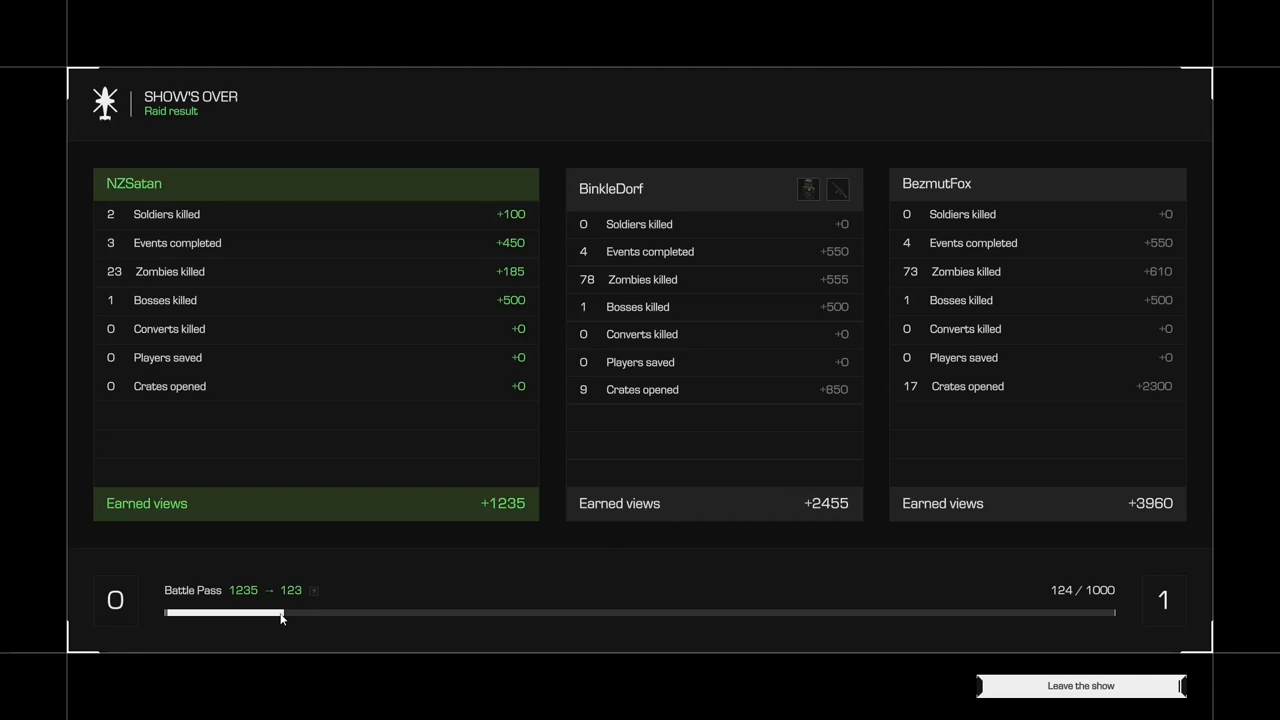 SHOW'S OVER
Raid result
NZSatan
2 Soldiers killed +100
3 Events completed +450
23 Zombies killed +185
1 Bosses killed +500
0 Converts killed +0
0 Players saved +0
0 Crates opened +0
Earned views +1235
BinkleDorf
0 Soldiers killed +0
4 Events completed +550
78 Zombies killed +555
1 Bosses killed +500
0 Converts killed +0
0 Players saved +0
9 Crates opened +850
Earned views +2455
BezmutFox
0 Soldiers killed +0
4 Events completed +550
73 Zombies killed +610
1 Bosses killed +500
0 Converts killed +0
0 Players saved +0
17 Crates opened +2300
Earned views +3960
0
Battle Pass 1235 → 123 ?
124 / 1000
1
Leave the show